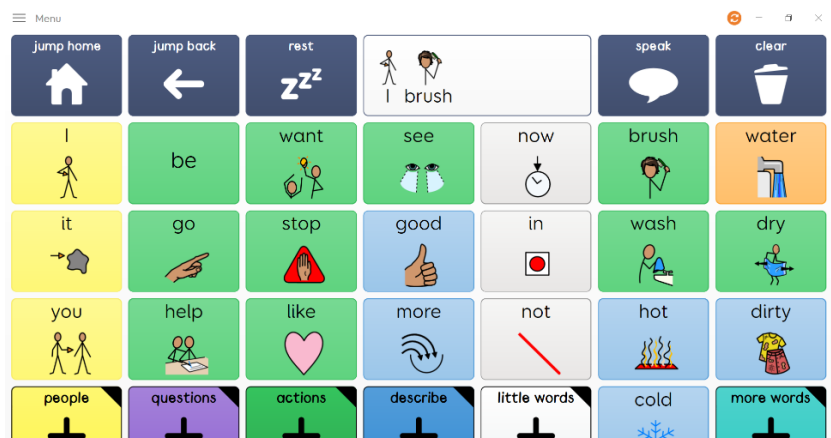 Menu
jump home jump back rest speak clear
zzz
I brush
I be want see now brush water
it go stop good in wash dry
you help like more not hot dirty
people questions actions describe little words cold more words